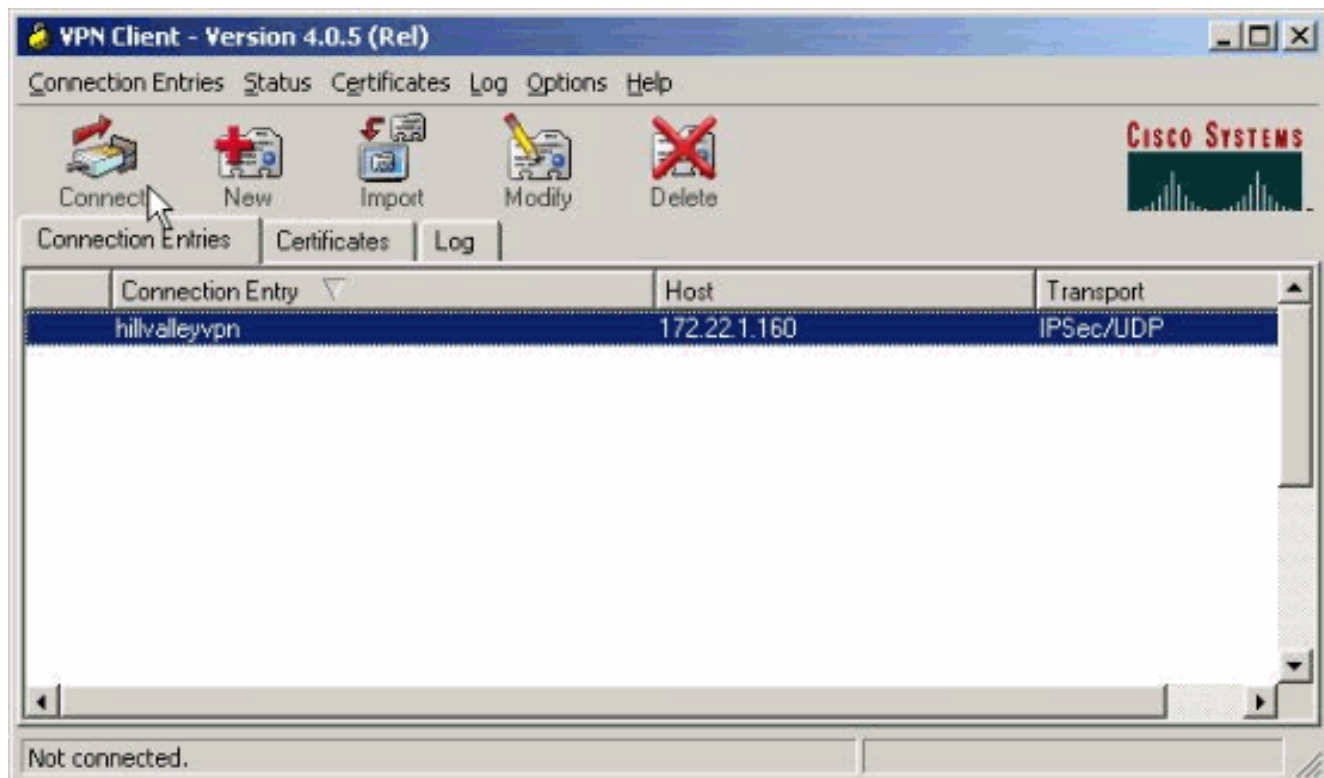 VPN Client - Version 4.0.5 (Rel)
Connection Entries Status Certificates Log Options Help
Connect New Import Modify Delete
CISCO SYSTEMS
Connection Entries Certificates Log
Connection Entry Host Transport
hillvalleyvpn 172.22.1.160 IPSec/UDP
Not connected.